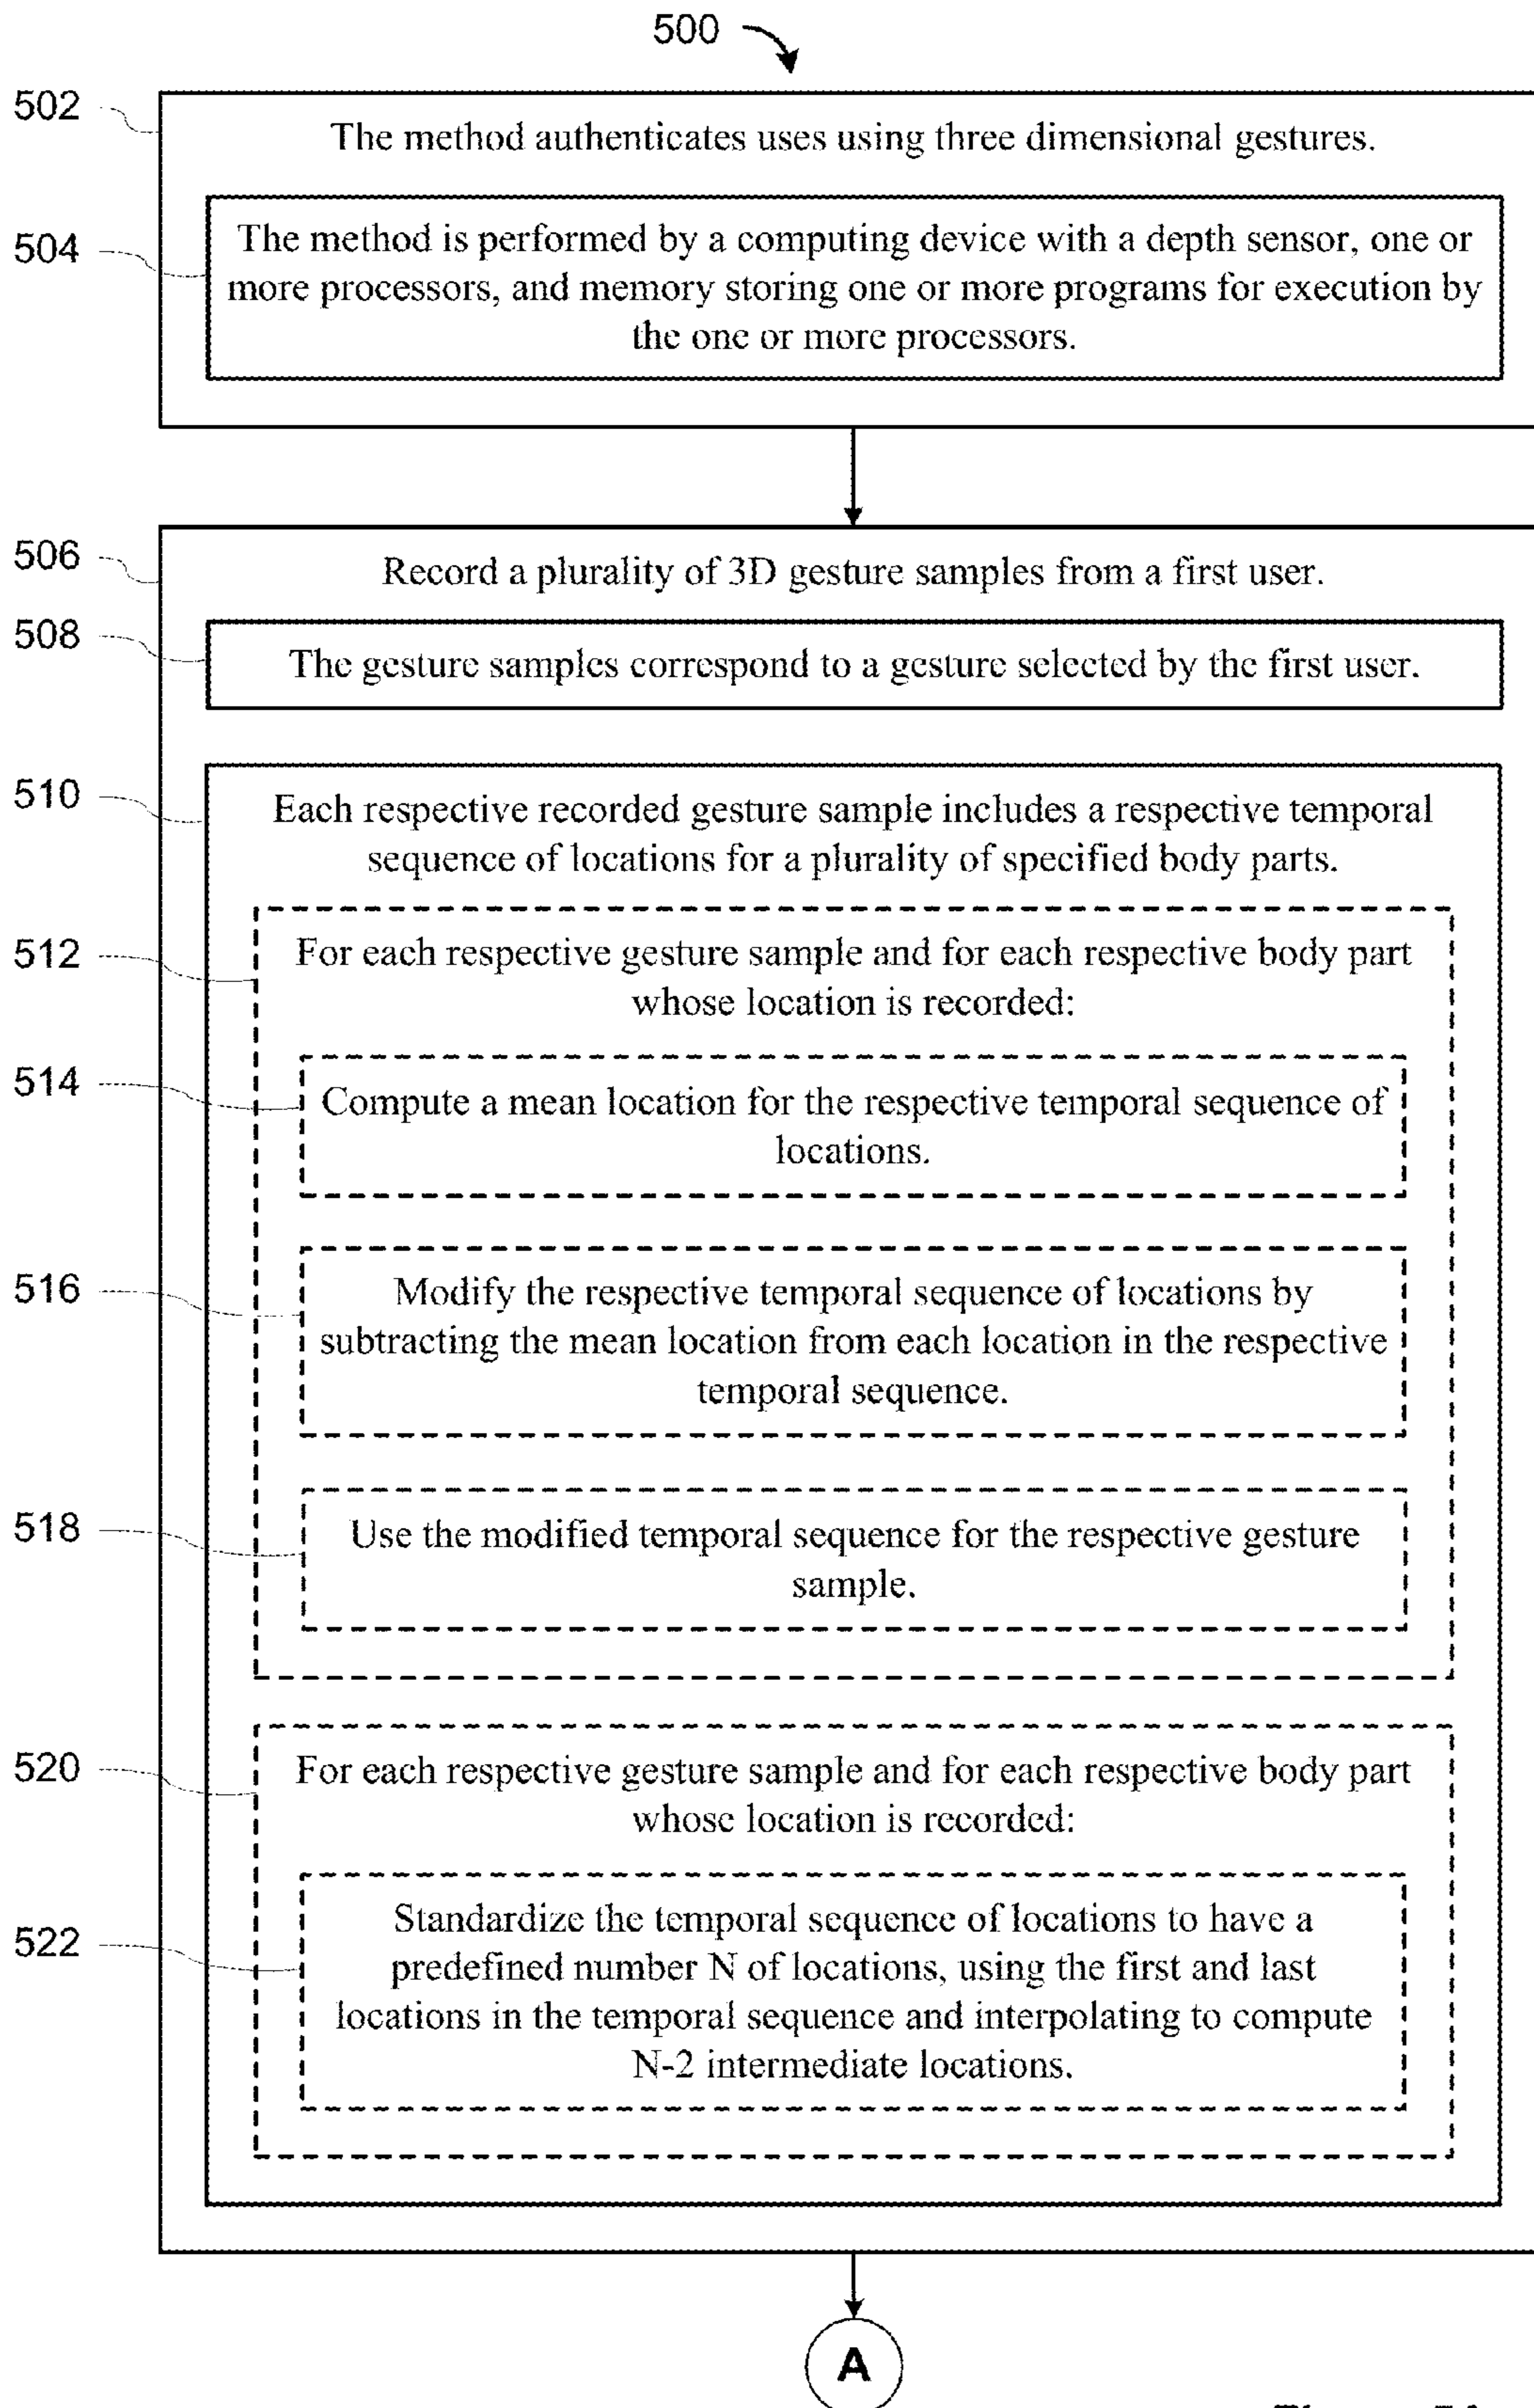 500
502
The method authenticates uses using three dimensional gestures.
504
The method is performed by a computing device with a depth sensor, one or
more processors, and memory storing one or more programs for execution by
the one or more processors.
506
Record a plurality of 3D gesture samples from a first user.
508
The gesture samples correspond to a gesture selected by the first user.
510
Each respective recorded gesture sample includes a respective temporal
sequence of locations for a plurality of specified body parts.
512
For each respective gesture sample and for each respective body part
whose location is recorded:
514
Compute a mean location for the respective temporal sequence of
locations.
516
Modify the respective temporal sequence of locations by
subtracting the mean location from each location in the respective
temporal sequence.
518
Use the modified temporal sequence for the respective gesture
sample.
520
For each respective gesture sample and for each respective body part
whose location is recorded:
522
Standardize the temporal sequence of locations to have a
predefined number N of locations, using the first and last
locations in the temporal sequence and interpolating to compute
N-2 intermediate locations.
A